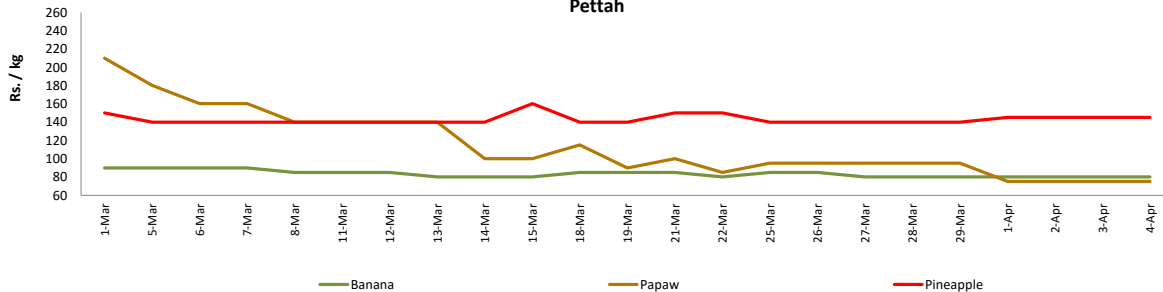 Pettah
Rs. / kg
260
240
220
200
180
160
140
120
100
80
60
1-Mar
5-Mar
6-Mar
7-Mar
8-Mar
11-Mar
12-Mar
13-Mar
14-Mar
15-Mar
18-Mar
19-Mar
21-Mar
22-Mar
25-Mar
26-Mar
27-Mar
28-Mar
29-Mar
1-Apr
2-Apr
3-Apr
4-Apr
Banana
Papaw
Pineapple